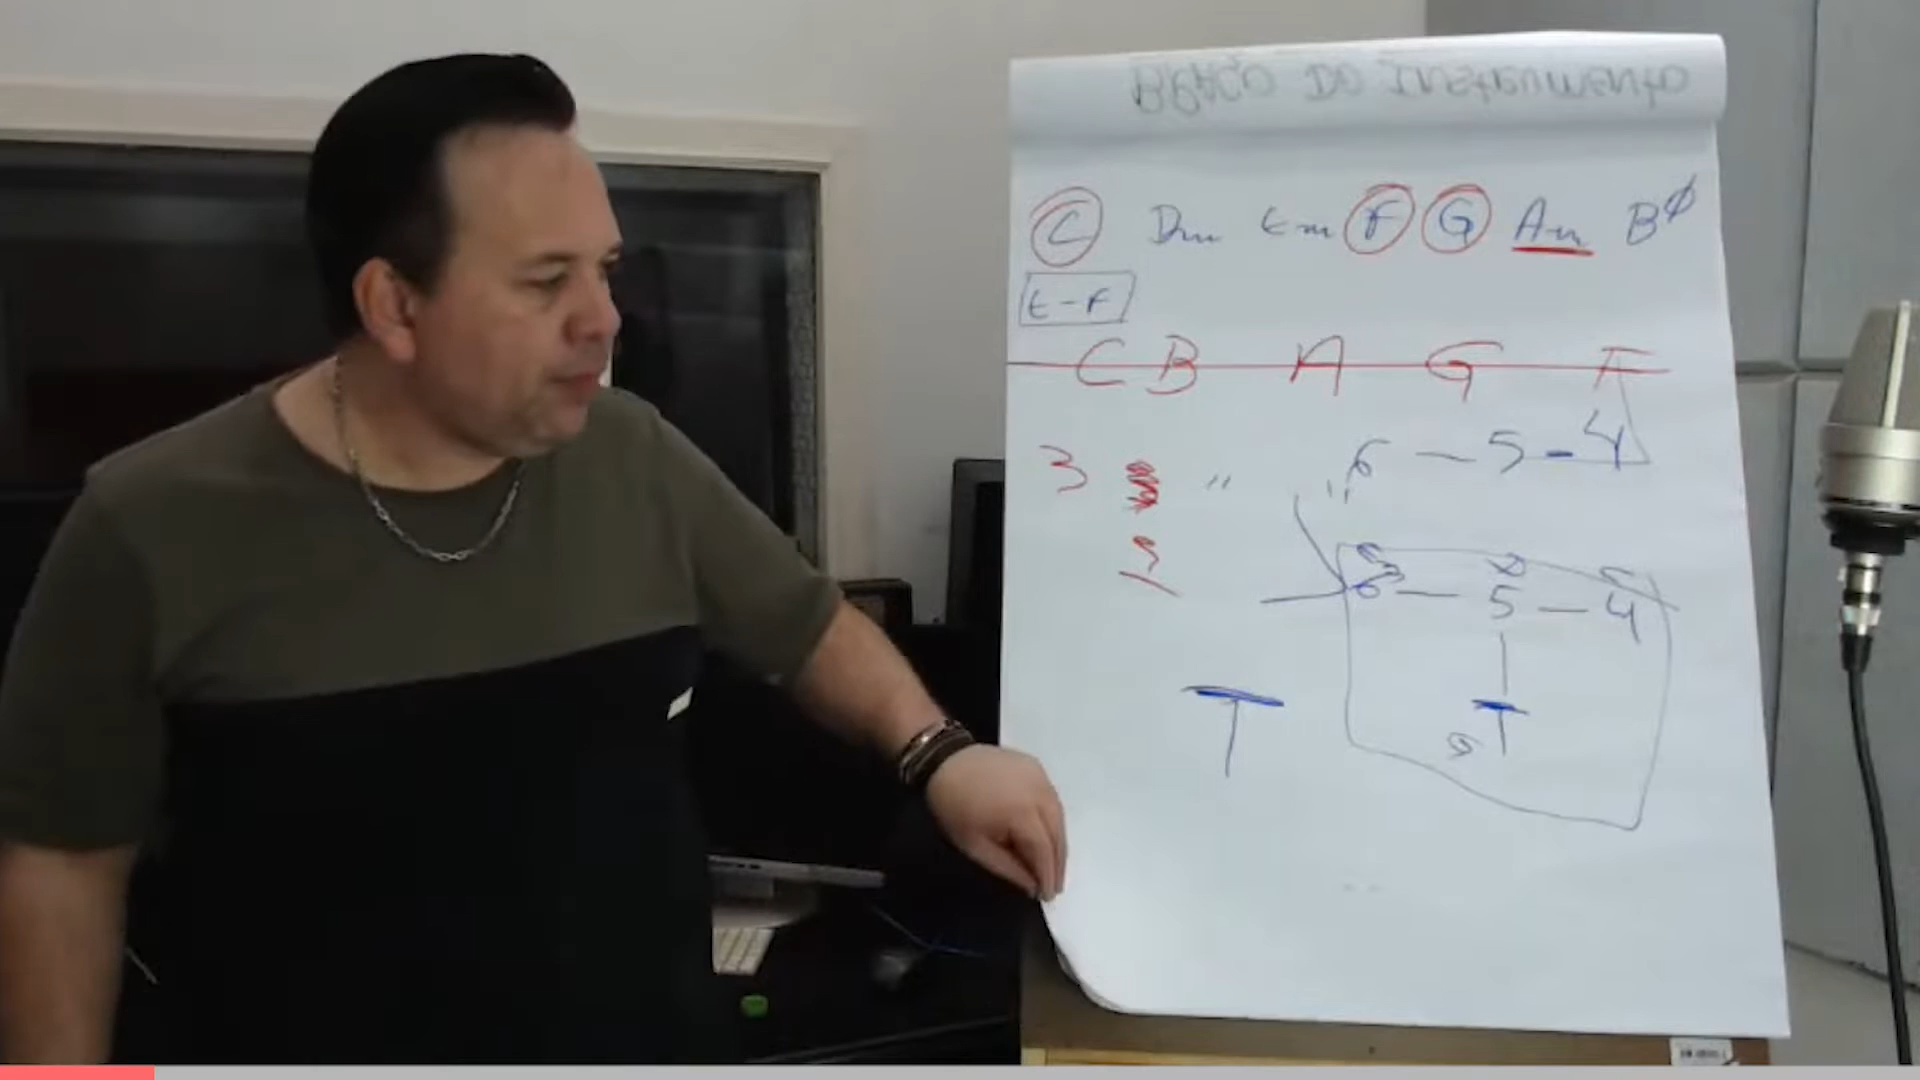 BRAÇO DO INSTRUMENTO
C Dm Em F G Am Bø
E-F
C B A G F
3 " 6 - 5 - 4
6 - 5 - 4
T T